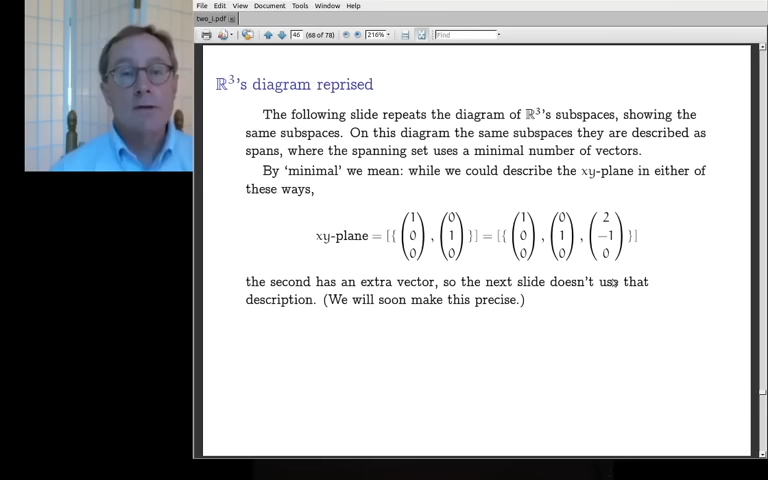 File Edit View Document Tools Window Help
two_i.pdf
46 (68 of 78) 216% Find
ℝ³'s diagram reprised
The following slide repeats the diagram of ℝ³'s subspaces, showing the
same subspaces. On this diagram the same subspaces they are described as
spans, where the spanning set uses a minimal number of vectors.
By 'minimal' we mean: while we could describe the xy-plane in either of
these ways,
xy-plane = [{ (1 0 0) , (0 1 0) }] = [{ (1 0 0) , (0 1 0) , (2 −1 0) }]
the second has an extra vector, so the next slide doesn't use that
description. (We will soon make this precise.)